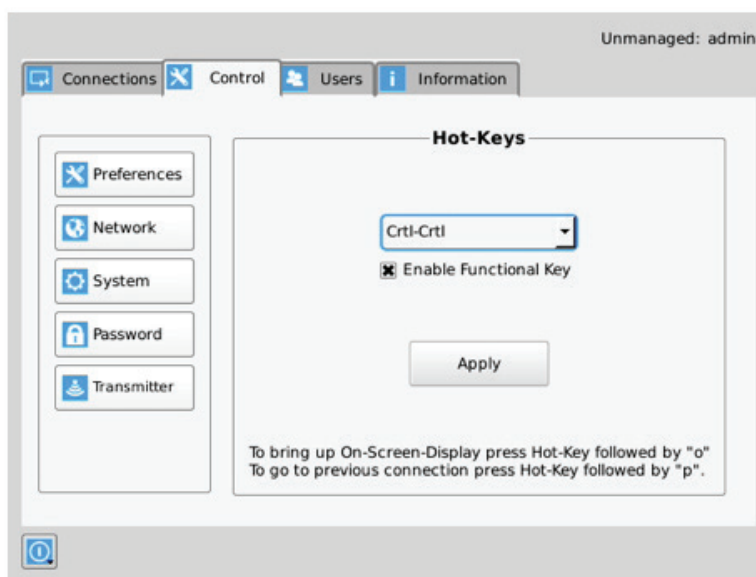 Unmanaged: admin
Connections Control Users Information
Hot-Keys
Preferences
Network
System
Password
Transmitter
Crtl-Crtl
Enable Functional Key
Apply
To bring up On-Screen-Display press Hot-Key followed by "o"
To go to previous connection press Hot-Key followed by "p".